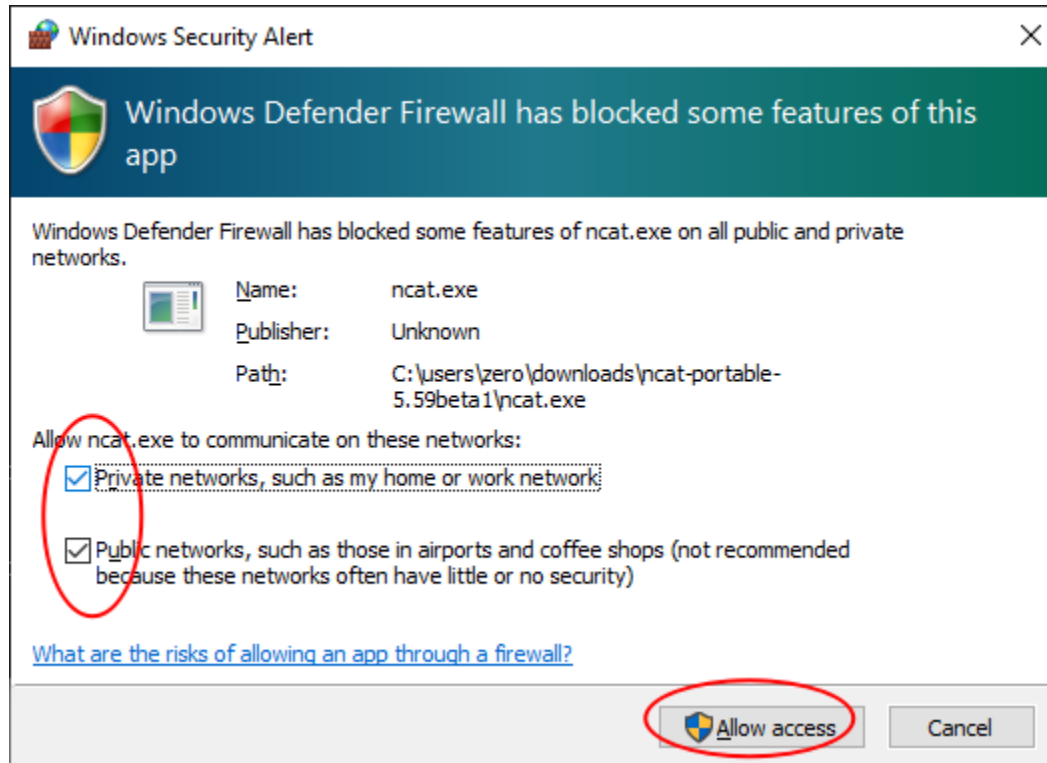 Windows Security Alert
Windows Defender Firewall has blocked some features of this
app
Windows Defender Firewall has blocked some features of ncat.exe on all public and private
networks.
Name: ncat.exe
Publisher: Unknown
Path: C:\users\zero\downloads\ncat-portable-
5.59beta1\ncat.exe
Allow ncat.exe to communicate on these networks:
Private networks, such as my home or work network
Public networks, such as those in airports and coffee shops (not recommended
because these networks often have little or no security)
What are the risks of allowing an app through a firewall?
Allow access Cancel